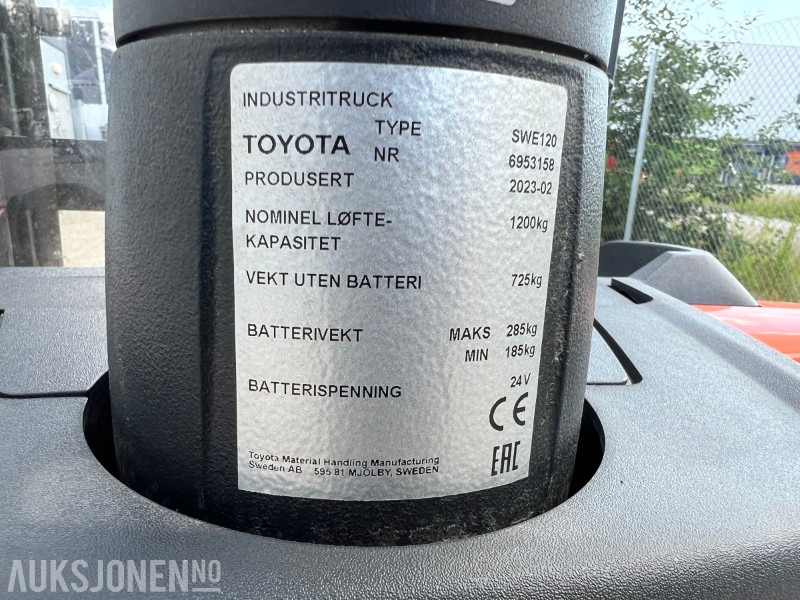 INDUSTRITRUCK
TOYOTA TYPE SWE120
NR 6953158
PRODUSERT 2023-02
NOMINEL LØFTE-
KAPASITET 1200kg
VEKT UTEN BATTERI 725kg
BATTERIVEKT MAKS 285kg
MIN 185kg
BATTERISPENNING 24V
CE
EAC
Toyota Material Handling Manufacturing
Sweden AB 595 81 MJÖLBY, SWEDEN
AUKSJONEN.NO